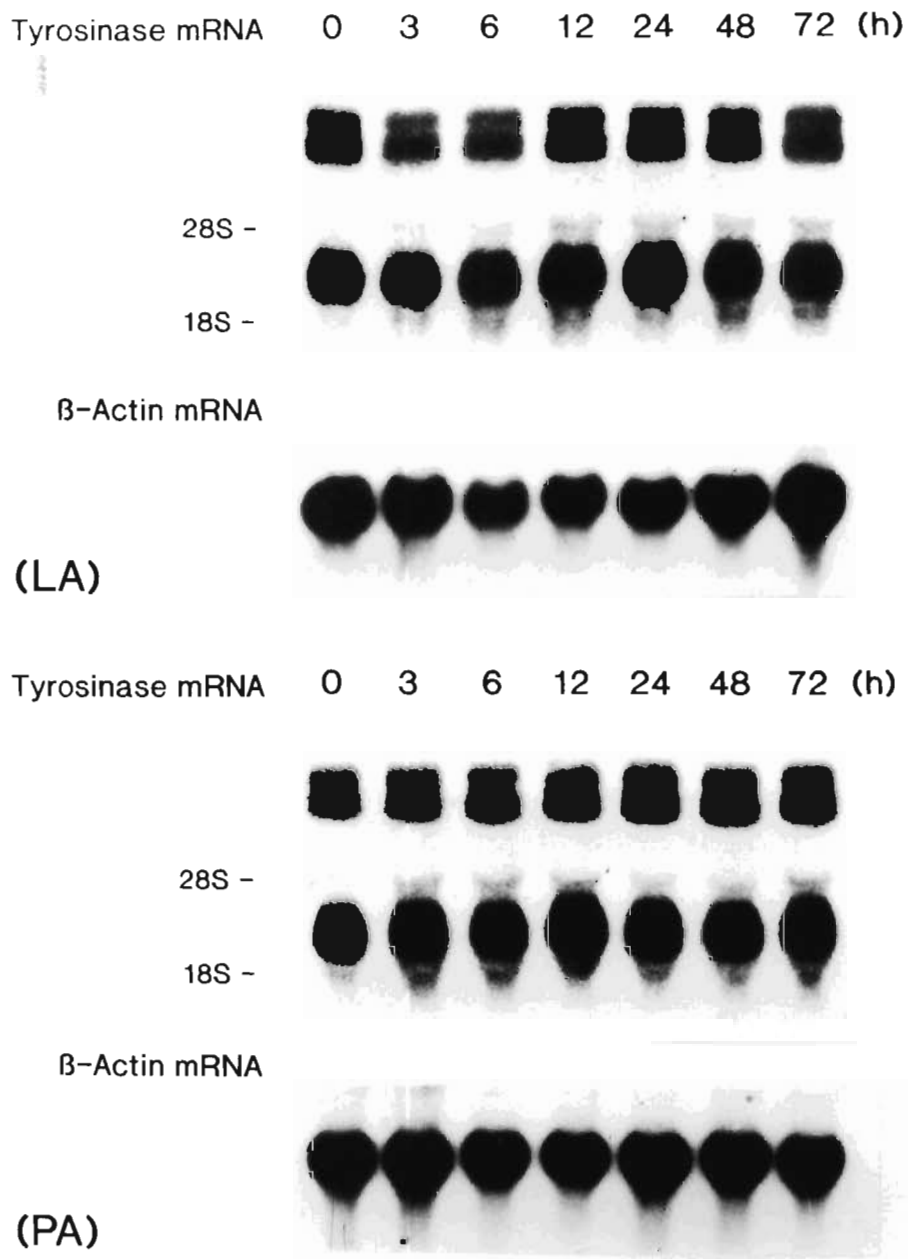 Tyrosinase mRNA 0 3 6 12 24 48 72 (h)
28S -
18S -
ß-Actin mRNA
(LA)
Tyrosinase mRNA 0 3 6 12 24 48 72 (h)
28S -
18S -
ß-Actin mRNA
(PA)